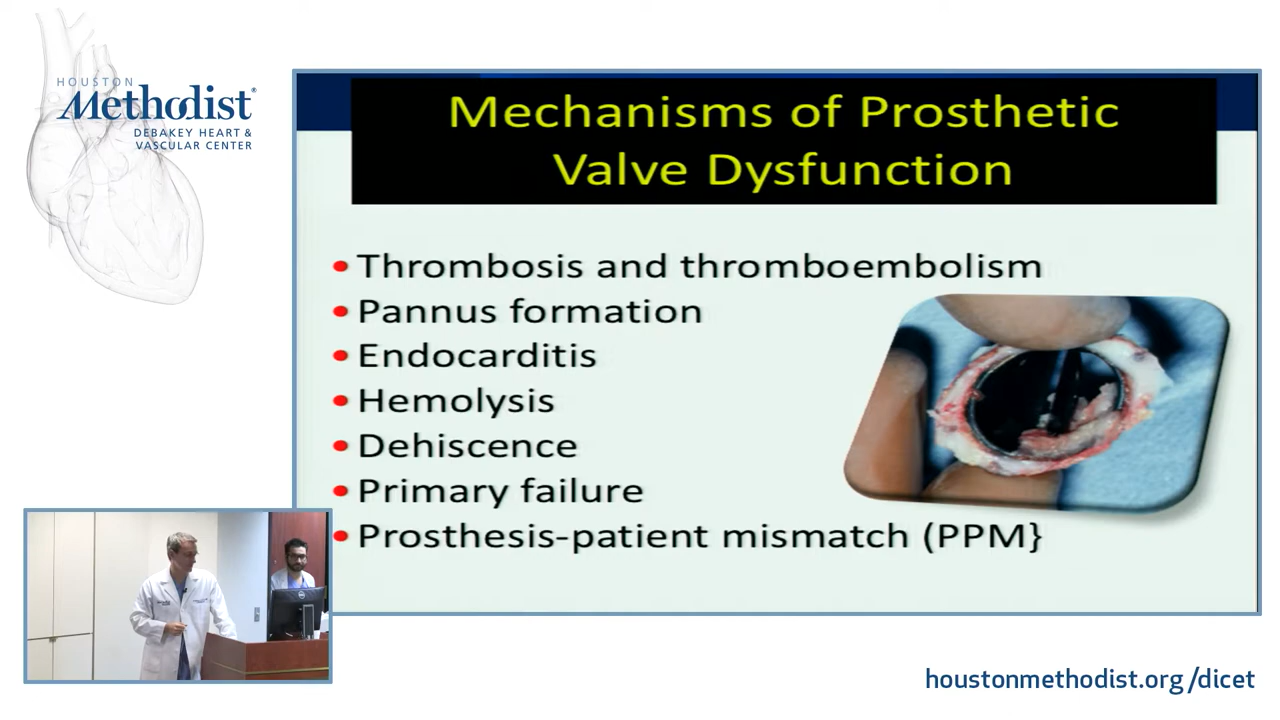 HOUSTON
Methodist®
DEBAKEY HEART &
VASCULAR CENTER
Mechanisms of Prosthetic
Valve Dysfunction
• Thrombosis and thromboembolism
• Pannus formation
• Endocarditis
• Hemolysis
• Dehiscence
• Primary failure
• Prosthesis-patient mismatch (PPM}
houstonmethodist.org/dicet